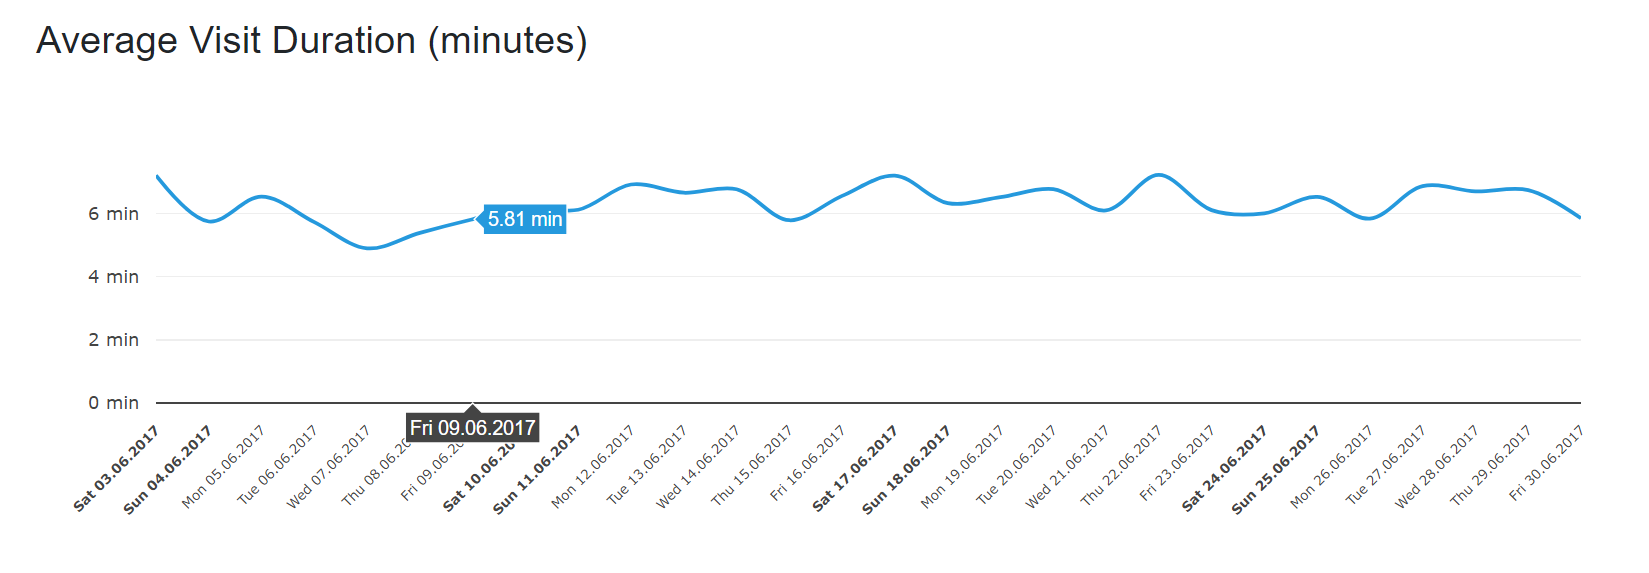 Average Visit Duration (minutes)
6 min
5.81 min
4 min
2 min
0 min
Fri 09.06.2017
Sat 03.06.2017
Sun 04.06.2017
Mon 05.06.2017
Tue 06.06.2017
Wed 07.06.2017
Thu 08.06.20
Fri 09.06.20
Sat 10.06.20
Sun 11.06.2017
Mon 12.06.2017
Tue 13.06.2017
Wed 14.06.2017
Thu 15.06.2017
Fri 16.06.2017
Sat 17.06.2017
Sun 18.06.2017
Mon 19.06.2017
Tue 20.06.2017
Wed 21.06.2017
Thu 22.06.2017
Fri 23.06.2017
Sat 24.06.2017
Sun 25.06.2017
Mon 26.06.2017
Tue 27.06.2017
Wed 28.06.2017
Thu 29.06.2017
Fri 30.06.2017